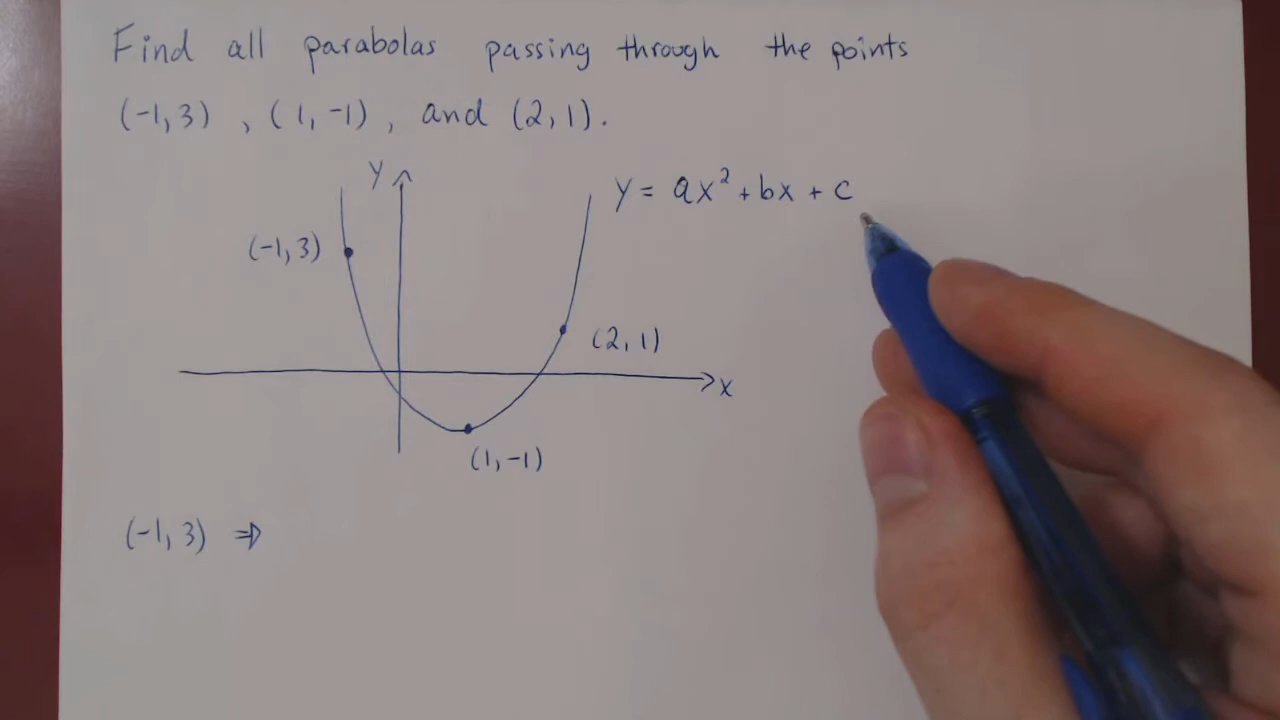 Find all parabolas passing through the points
(-1,3) , (1,-1) , and (2,1).
y
y = ax² + bx + c
(-1,3)
(2,1)
x
(1,-1)
(-1,3) ⇒